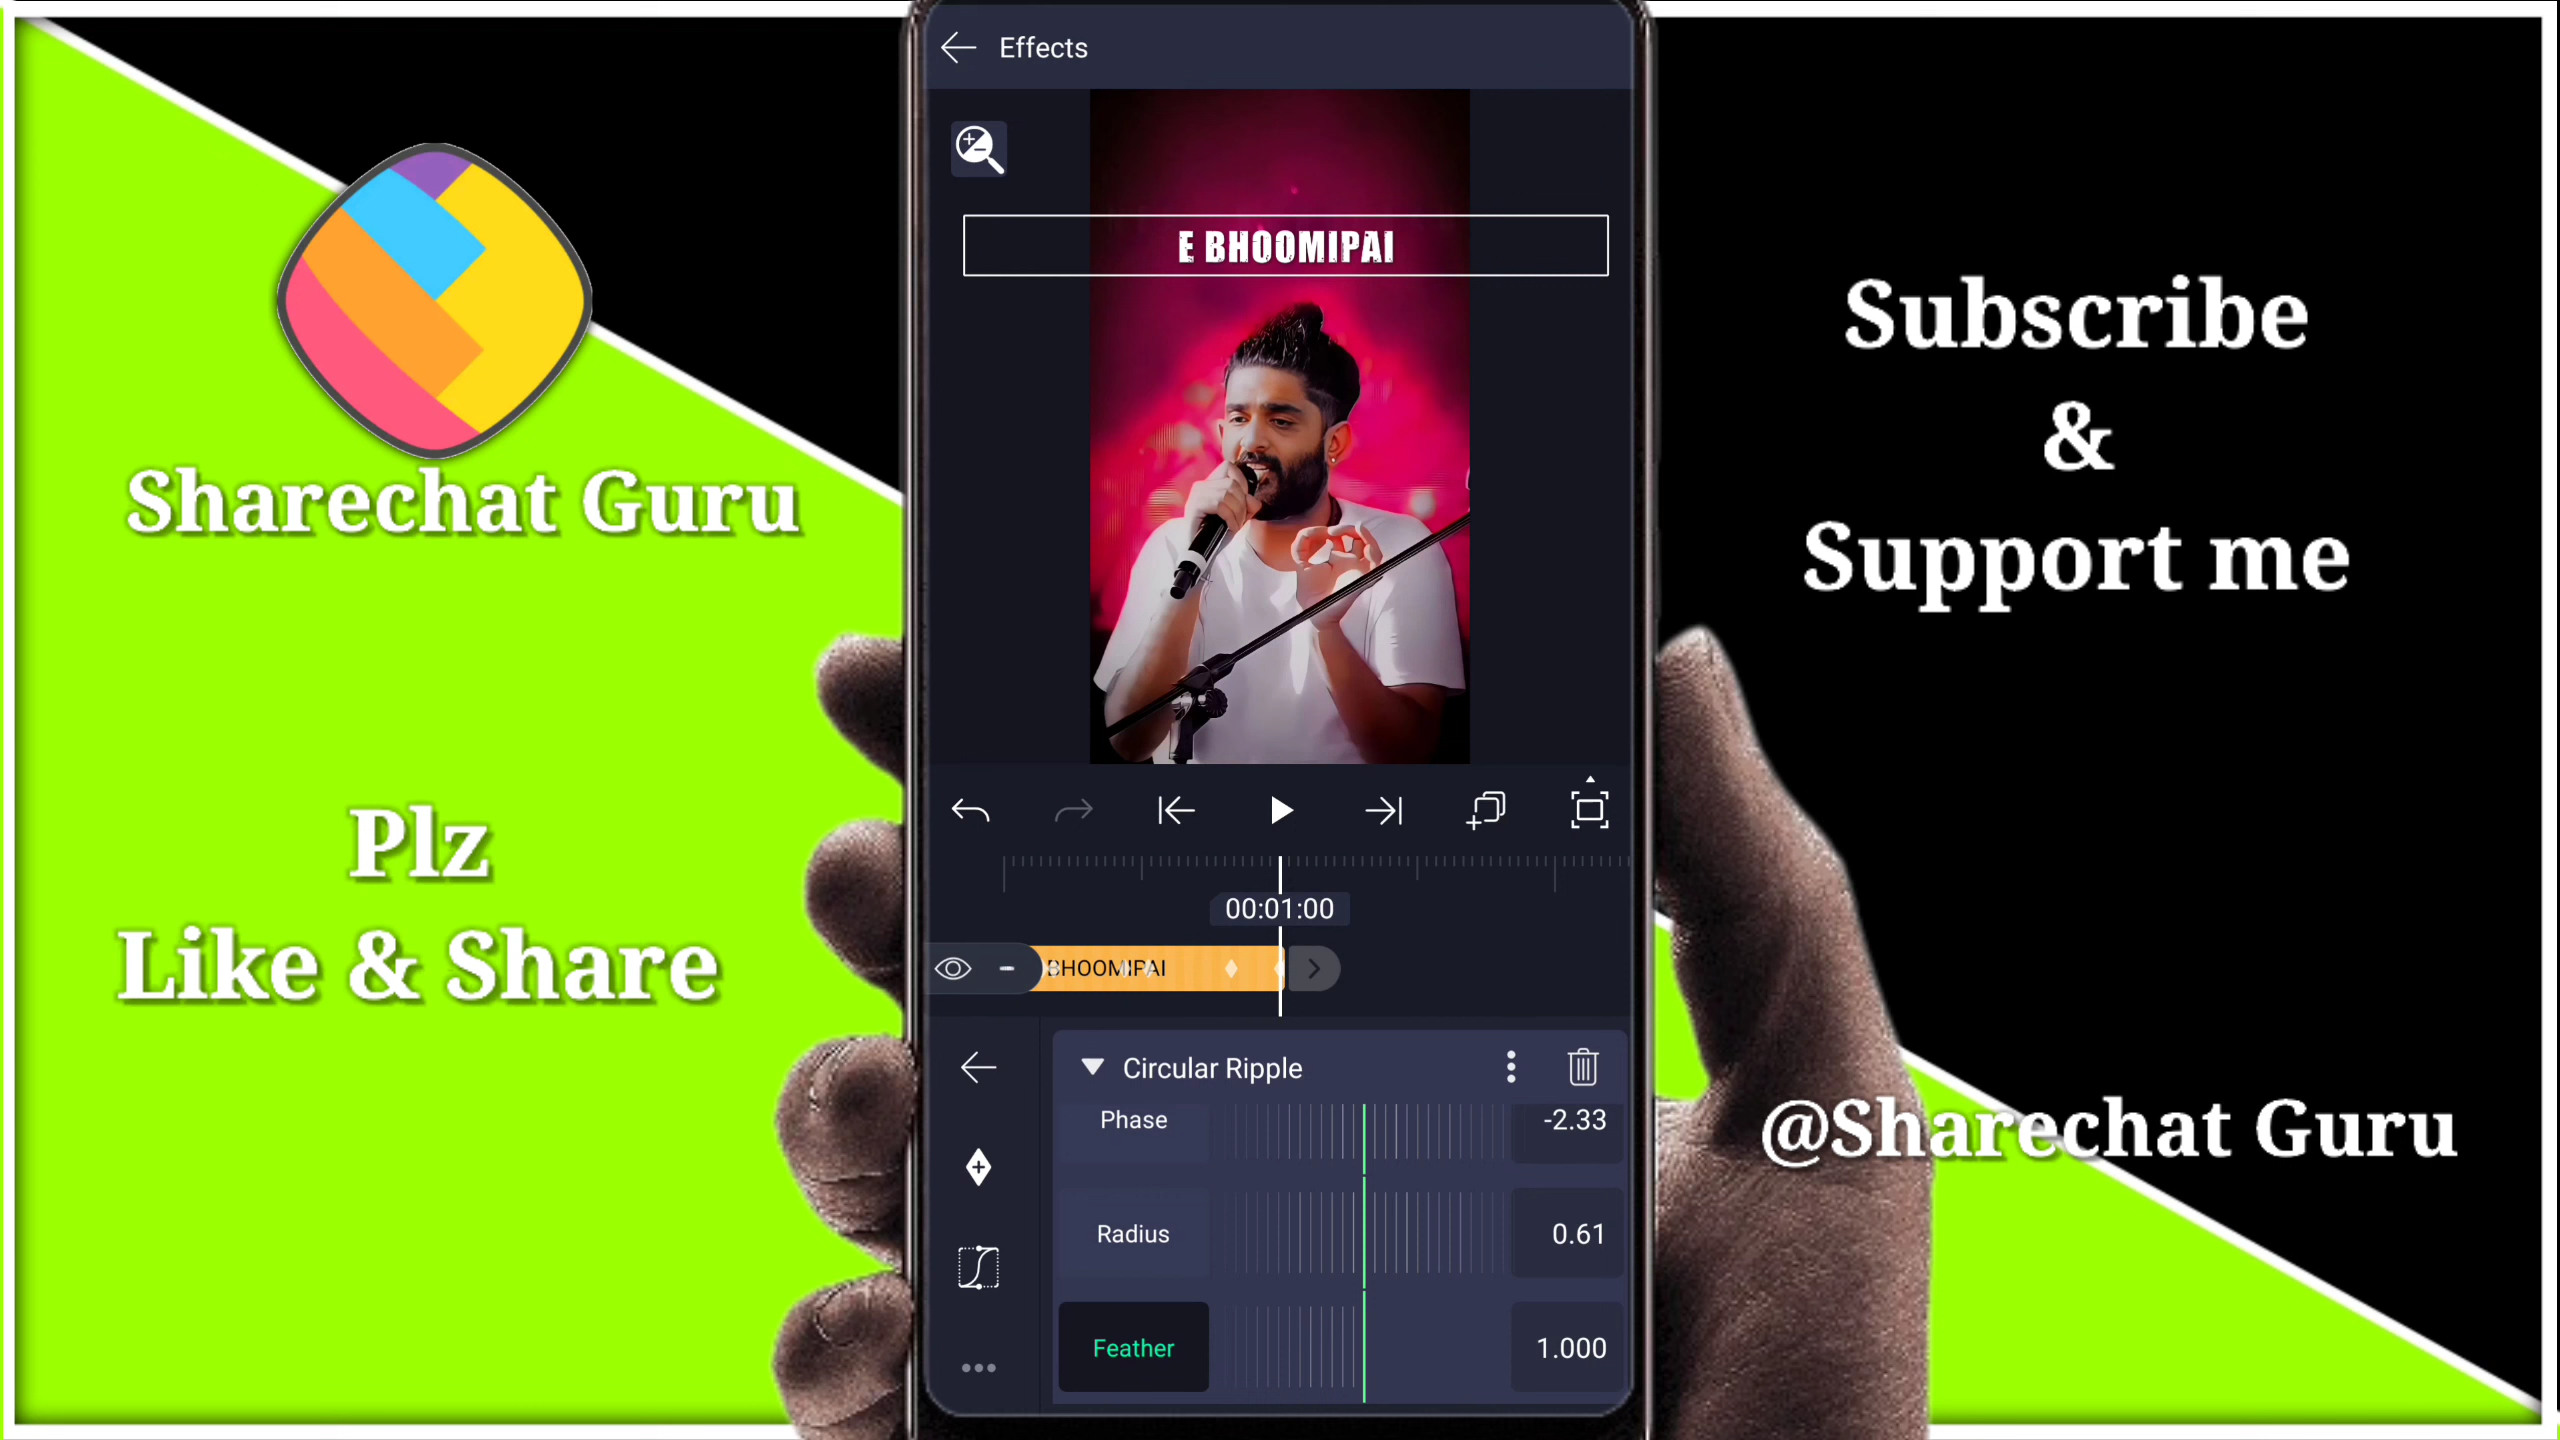 Effects
E BHOOMIPAI
Sharechat Guru
Plz
Like & Share
Subscribe
&
Support me
@Sharechat Guru
00:01:00
BHOOMIPAI
Circular Ripple
Phase -2.33
Radius 0.61
Feather 1.000